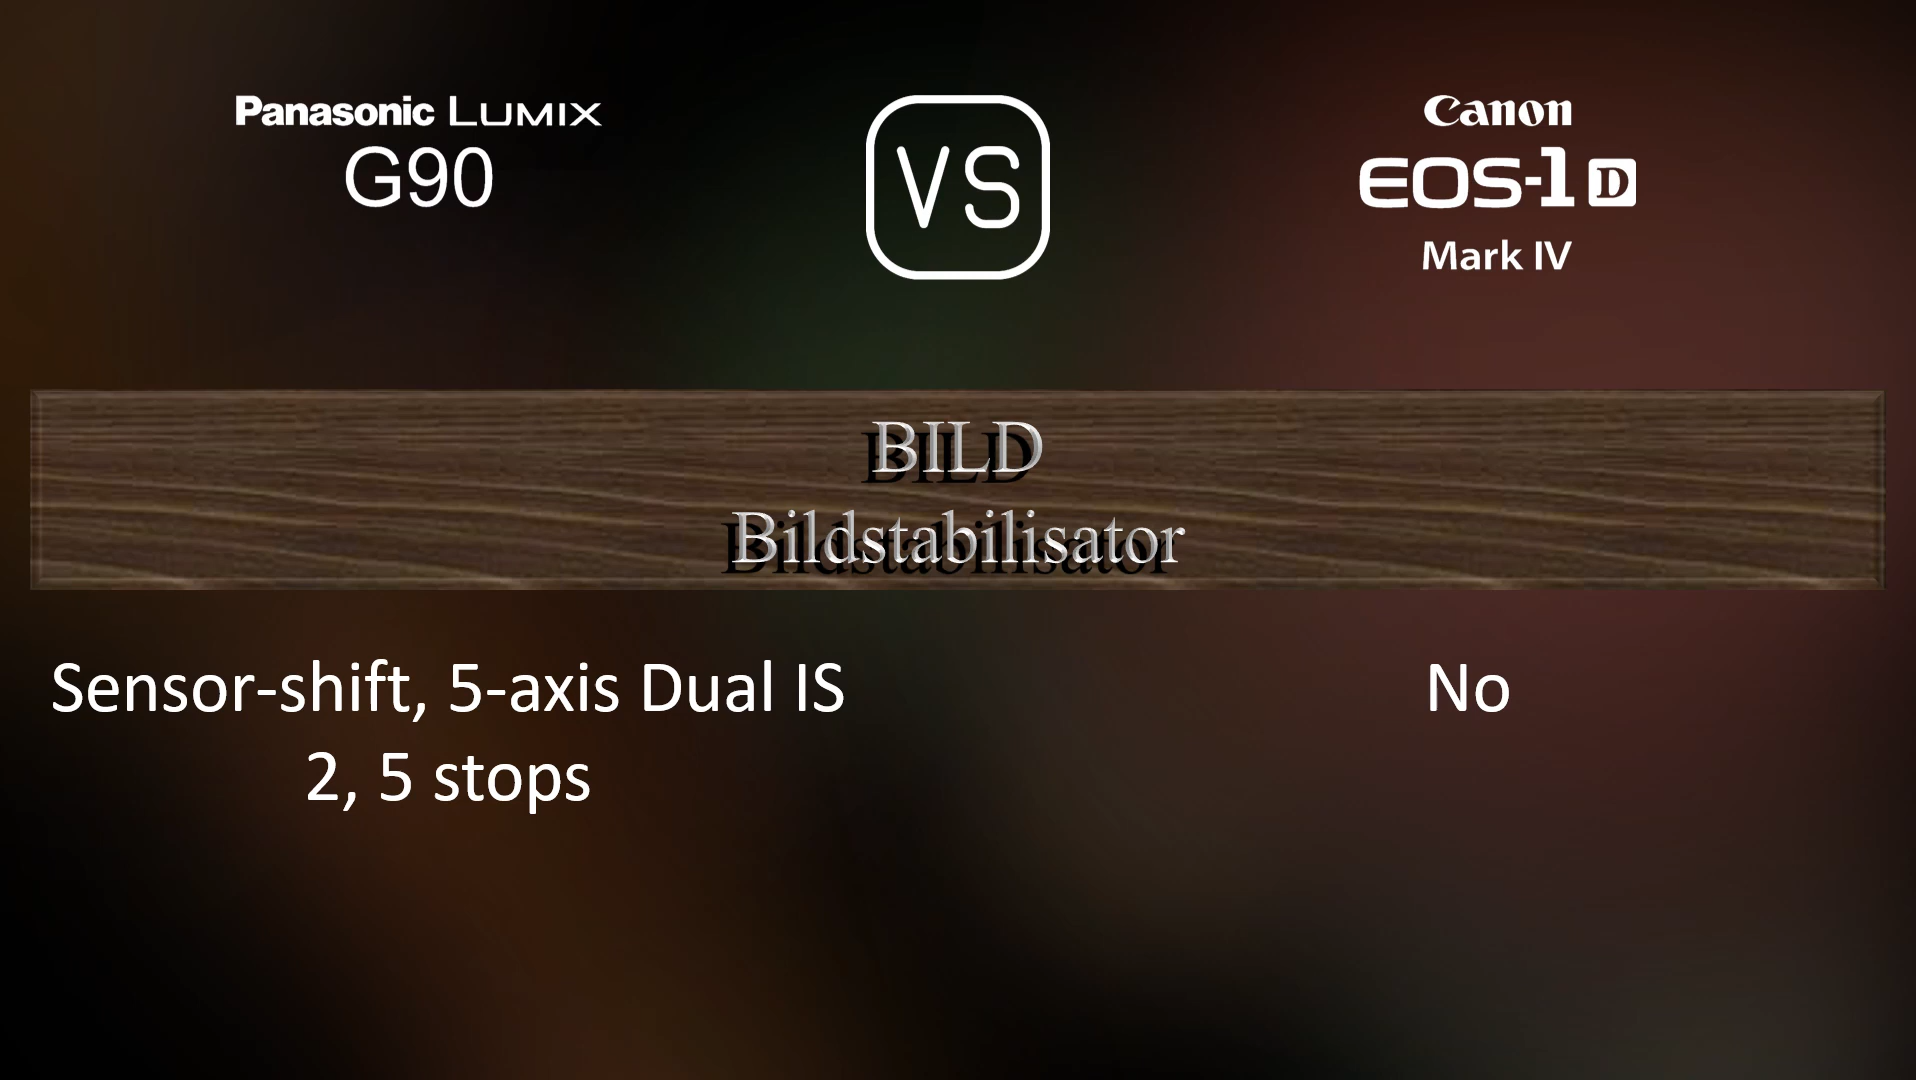 Panasonic LUMIX
G90
VS
Canon
EOS-1D
Mark IV
BILD
Bildstabilisator
Sensor-shift, 5-axis Dual IS
2, 5 stops
No